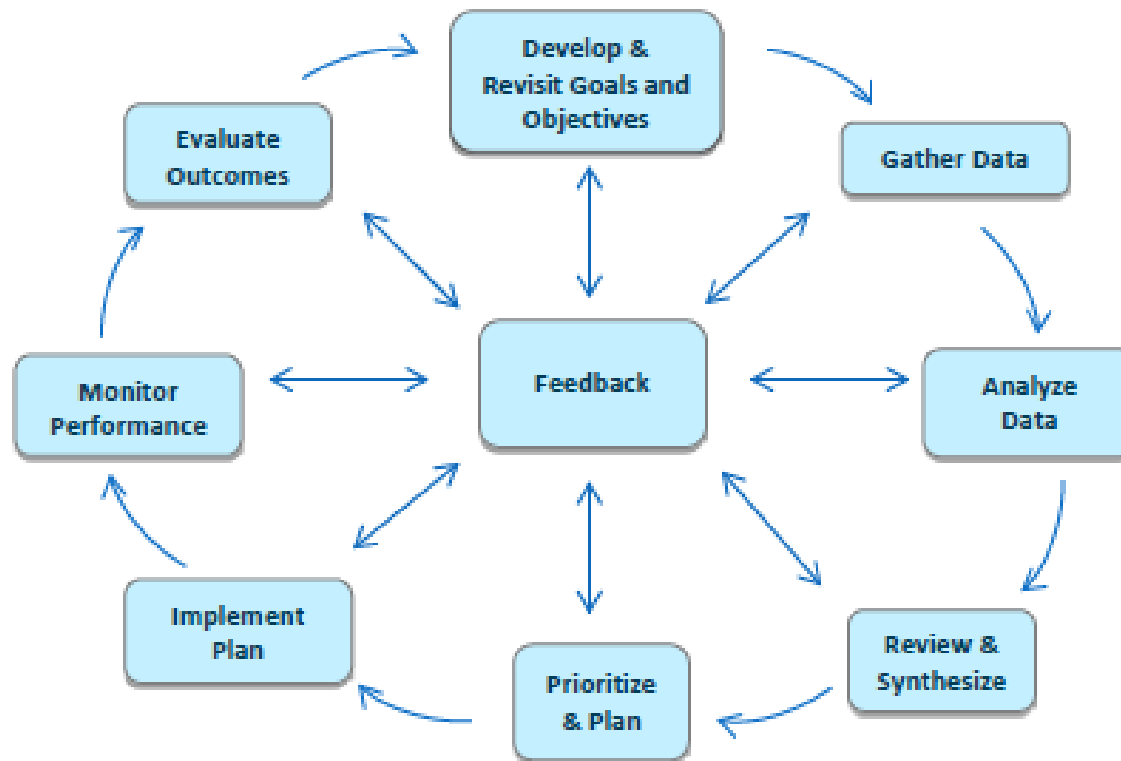 Develop &
Revisit Goals and
Objectives
Gather Data
Analyze
Data
Review &
Synthesize
Prioritize
& Plan
Implement
Plan
Monitor
Performance
Evaluate
Outcomes
Feedback